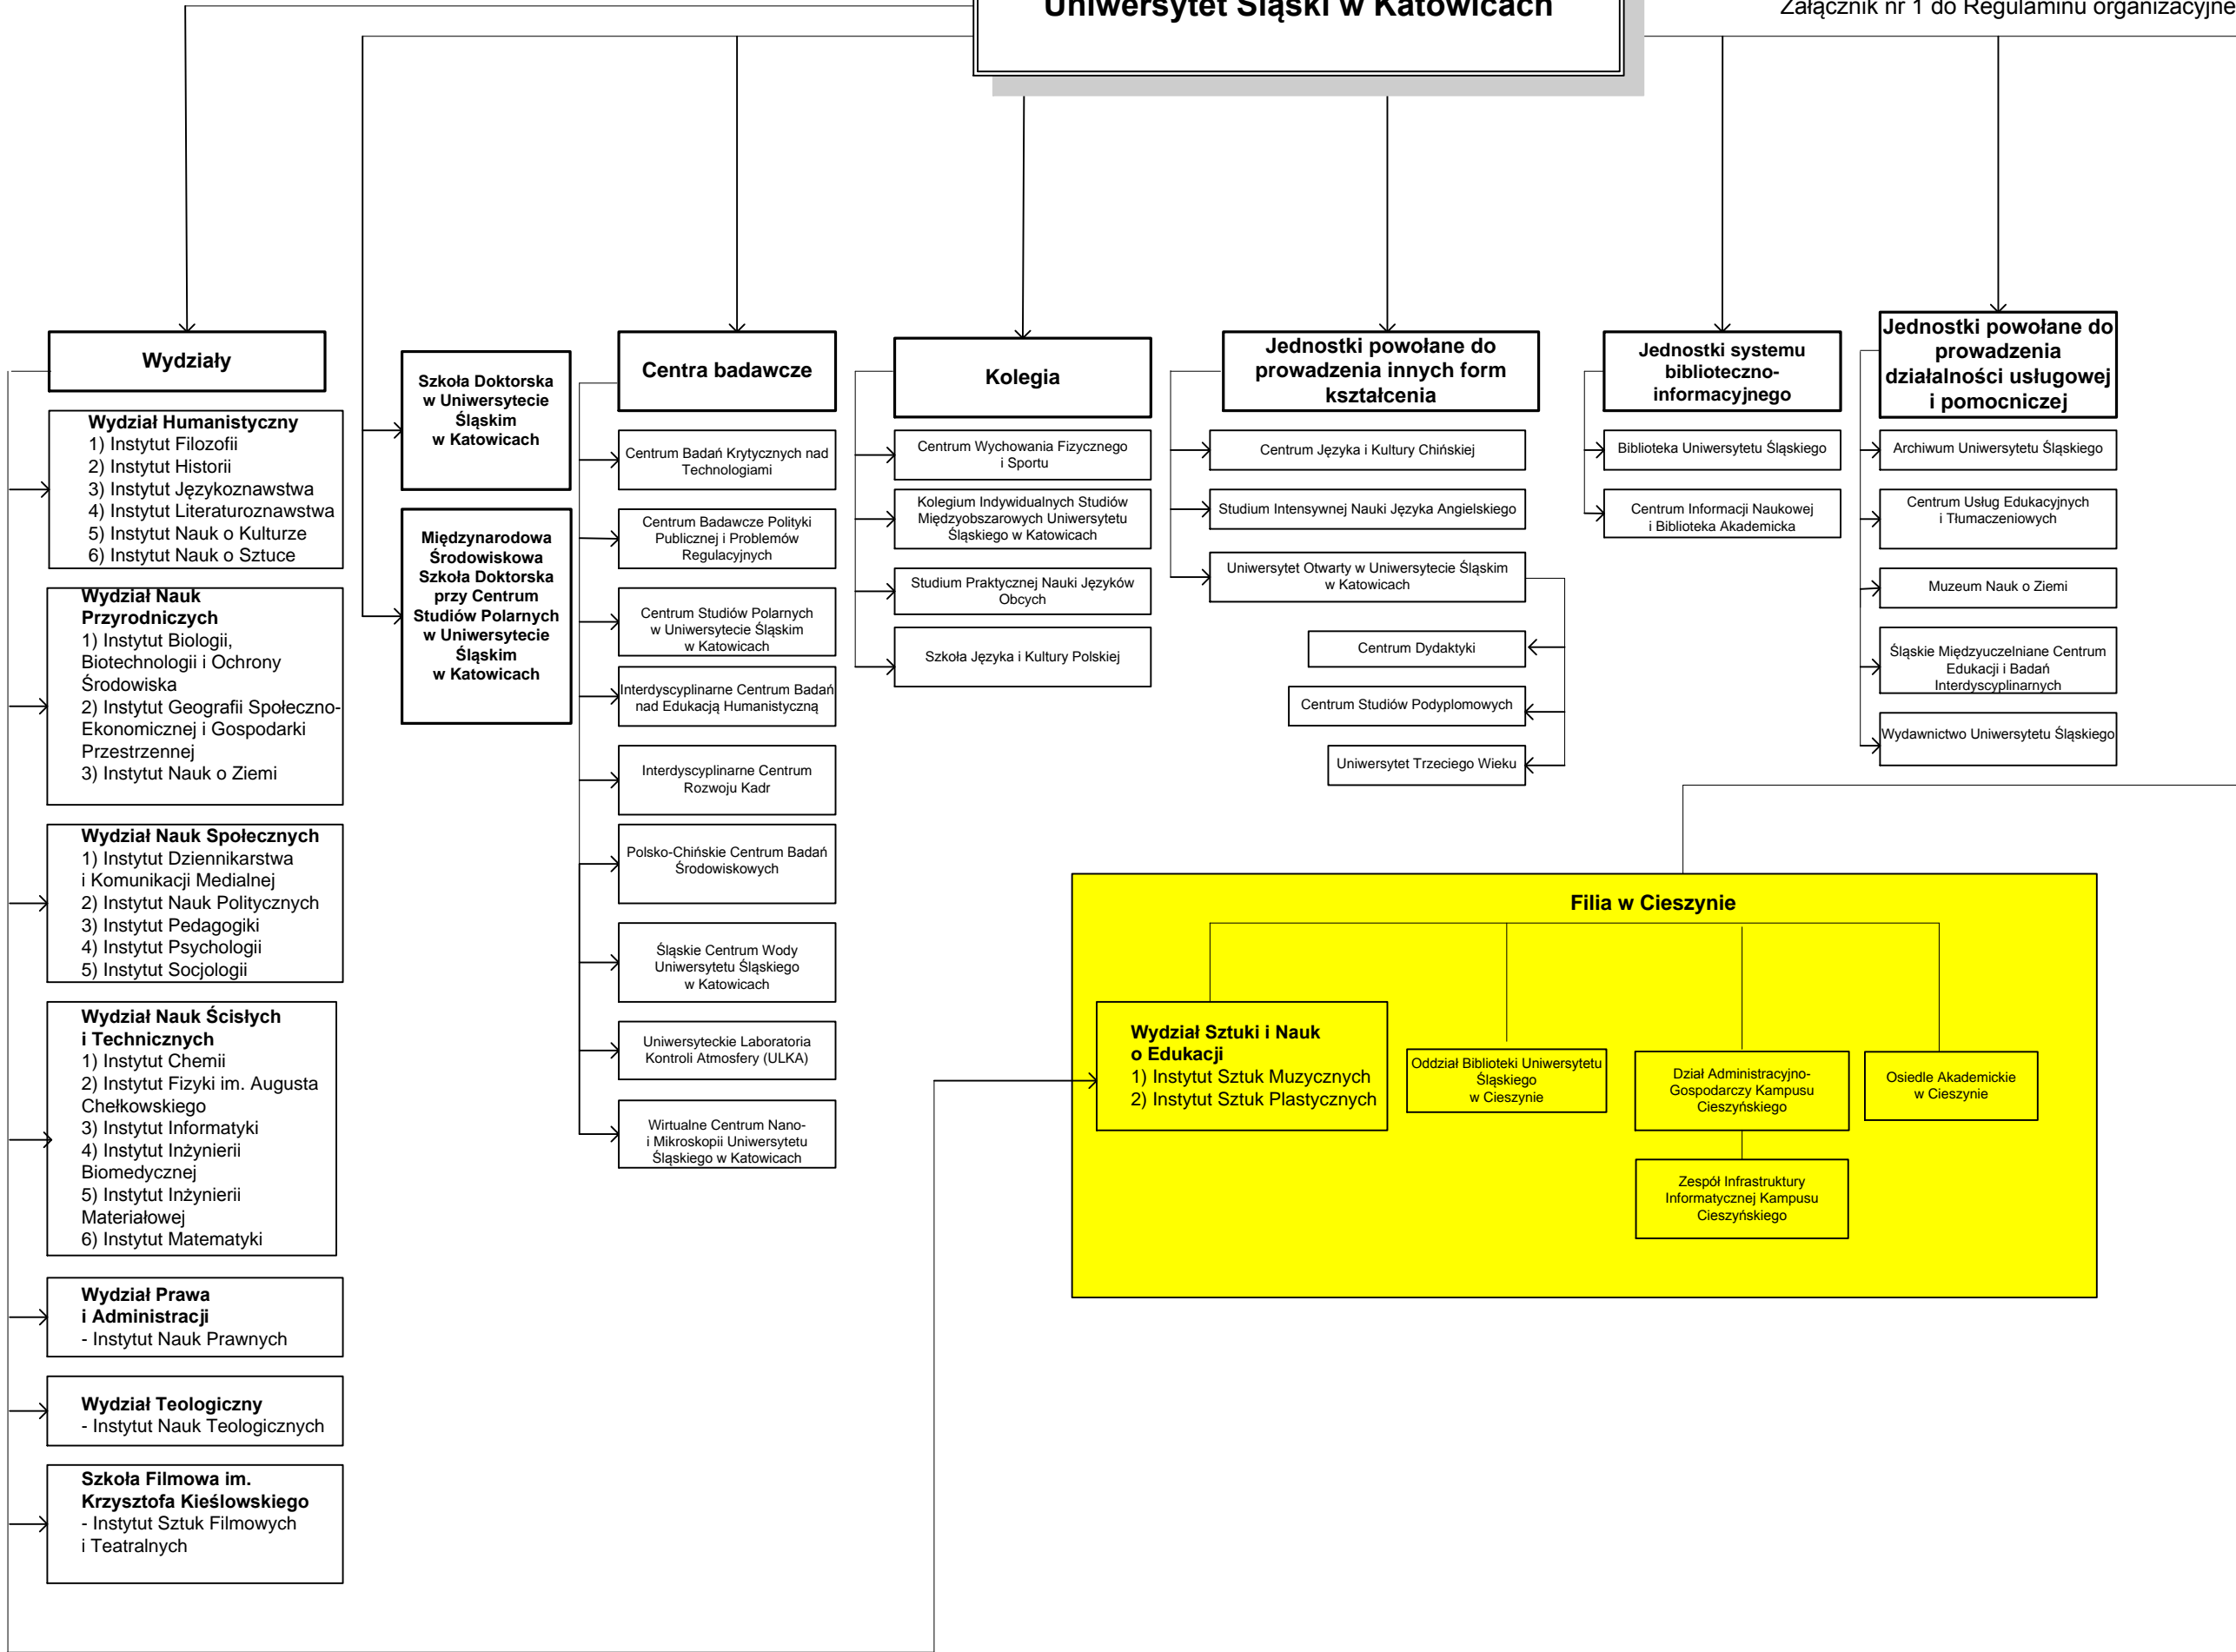 Uniwersytet Śląski w Katowicach
Załącznik nr 1 do Regulaminu
Wydziały
Wydział Humanistyczny
1) Instytut Filozofii
2) Instytut Historii
3) Instytut Językoznawstwa
4) Instytut Literaturoznawstwa
5) Instytut Nauk o Kulturze
6) Instytut Nauk o Sztuce
Wydział Nauk
Przyrodniczych
1) Instytut Biologii,
Biotechnologii i Ochrony
Środowiska
2) Instytut Geografii Społeczno-
Ekonomicznej i Gospodarki
Przestrzennej
3) Instytut Nauk o Ziemi
Wydział Nauk Społecznych
1) Instytut Dziennikarstwa
i Komunikacji Medialnej
2) Instytut Nauk Politycznych
3) Instytut Pedagogiki
4) Instytut Psychologii
5) Instytut Socjologii
Wydział Nauk Ścisłych
i Technicznych
1) Instytut Chemii
2) Instytut Fizyki im. Augusta
Chełkowskiego
3) Instytut Informatyki
4) Instytut Inżynierii
Biomedycznej
5) Instytut Inżynierii
Materiałowej
6) Instytut Matematyki
Wydział Prawa
i Administracji
- Instytut Nauk Prawnych
Wydział Teologiczny
- Instytut Nauk Teologicznych
Szkoła Filmowa im.
Krzysztofa Kieślowskiego
- Instytut Sztuk Filmowych
i Teatralnych
Szkoła Doktorska
w Uniwersytecie
Śląskim
w Katowicach
Międzynarodowa
Środowiskowa
Szkoła Doktorska
przy Centrum
Studiów Polarnych
w Uniwersytecie
Śląskim
w Katowicach
Centra badawcze
Centrum Badań Krytycznych nad
Technologiami
Centrum Badawcze Polityki
Publicznej i Problemów
Regulacyjnych
Centrum Studiów Polarnych
w Uniwersytecie Śląskim
w Katowicach
Interdyscyplinarne Centrum Badań
nad Edukacją Humanistyczną
Interdyscyplinarne Centrum
Rozwoju Kadr
Polsko-Chińskie Centrum Badań
Środowiskowych
Śląskie Centrum Wody
Uniwersytetu Śląskiego
w Katowicach
Uniwersyteckie Laboratoria
Kontroli Atmosfery (ULKA)
Wirtualne Centrum Nano-
i Mikroskopii Uniwersytetu
Śląskiego w Katowicach
Kolegia
Centrum Wychowania Fizycznego
i Sportu
Kolegium Indywidualnych Studiów
Międzyobszarowych Uniwersytetu
Śląskiego w Katowicach
Studium Praktycznej Nauki Języków
Obcych
Szkoła Języka i Kultury Polskiej
Jednostki powołane do
prowadzenia innych form
kształcenia
Centrum Języka i Kultury Chińskiej
Studium Intensywnej Nauki Języka Angielskiego
Uniwersytet Otwarty w Uniwersytecie Śląskim
w Katowicach
Centrum Dydaktyki
Centrum Studiów Podyplomowych
Uniwersytet Trzeciego Wieku
Jednostki systemu
biblioteczno-
informacyjnego
Biblioteka Uniwersytetu Śląskiego
Centrum Informacji Naukowej
i Biblioteka Akademicka
Jednostki powołane do
prowadzenia
działalności usługowej
i pomocniczej
Archiwum Uniwersytetu Śląskiego
Centrum Usług Edukacyjnych
i Tłumaczeniowych
Muzeum Nauk o Ziemi
Śląskie Międzyuczelniane Centrum
Edukacji i Badań
Interdyscyplinarnych
Wydawnictwo Uniwersytetu Śląskiego
Filia w Cieszynie
Wydział Sztuki i Nauk
o Edukacji
1) Instytut Sztuk Muzycznych
2) Instytut Sztuk Plastycznych
Oddział Biblioteki Uniwersytetu
Śląskiego
w Cieszynie
Dział Administracyjno-
Gospodarczy Kampusu
Cieszyńskiego
Zespół Infrastruktury
Informatycznej Kampusu
Cieszyńskiego
Osiedle Akademickie
w Cieszynie